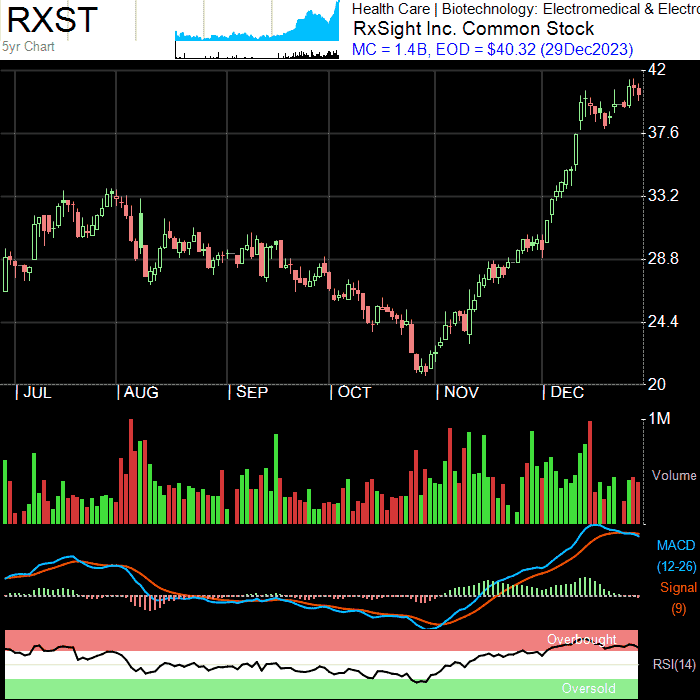 RXST
5yr Chart
Health Care | Biotechnology: Electromedical & Electro
RxSight Inc. Common Stock
MC = 1.4B, EOD = $40.32 (29Dec2023)
42
37.6
33.2
28.8
24.4
20
JUL AUG SEP OCT NOV DEC
1M
Volume
MACD
(12-26)
Signal
(9)
Overbought
RSI(14)
Oversold